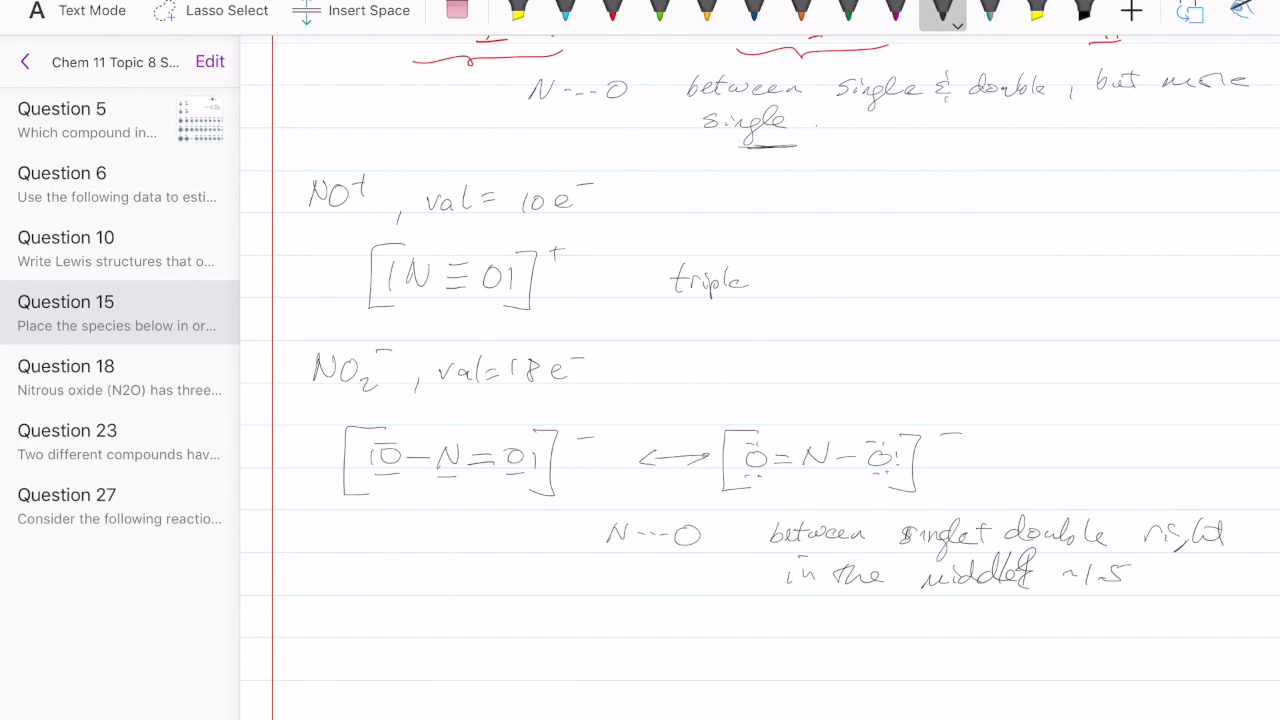 A Text Mode Lasso Select Insert Space
Chem 11 Topic 8 S... Edit
Question 5
Which compound in...
Question 6
Use the following data to esti...
Question 10
Write Lewis structures that o...
Question 15
Place the species below in or...
Question 18
Nitrous oxide (N2O) has three...
Question 23
Two different compounds hav...
Question 27
Consider the following reactio...
N---O between single & double, but more
single.
NO⁺, val = 10e⁻
[|N≡O|]⁺ triple
NO₂⁻, val=18e⁻
[|O̲̅–N̲=O̲|]⁻ ⟷ [Ö=N–Ö:]⁻
N---O between single+double right
in the middle ~1.5